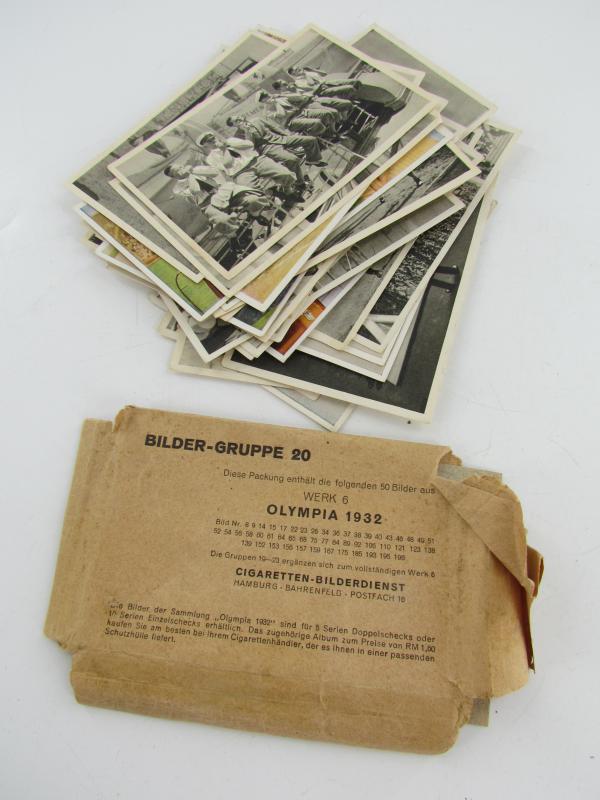 BILDER-GRUPPE 20
Diese Packung enthält die folgenden 50 Bilder aus
WERK 6
OLYMPIA 1932
Bild Nr. 8 9 14 15 17 22 23 26 34 36 37 39 40 43 46 48 49 51
52 54 56 58 60 61 64 65 68 75 77 84 89 92 106 110 121 123 138
139 152 153 156 157 159 167 175 185 193 195 198
Die Gruppen 19—23 ergänzen sich zum vollständigen Werk 6
CIGARETTEN-BILDERDIENST
HAMBURG - BAHRENFELD - POSTFACH 16
Die Bilder der Sammlung „Olympia 1932" sind für 5 Serien Doppelschecks oder
10 Serien Einzelschecks erhältlich. Das zugehörige Album zum Preise von RM 1,50
kaufen Sie am besten bei Ihrem Cigarettenhändler, der es Ihnen in einer passenden
Schutzhülle liefert.